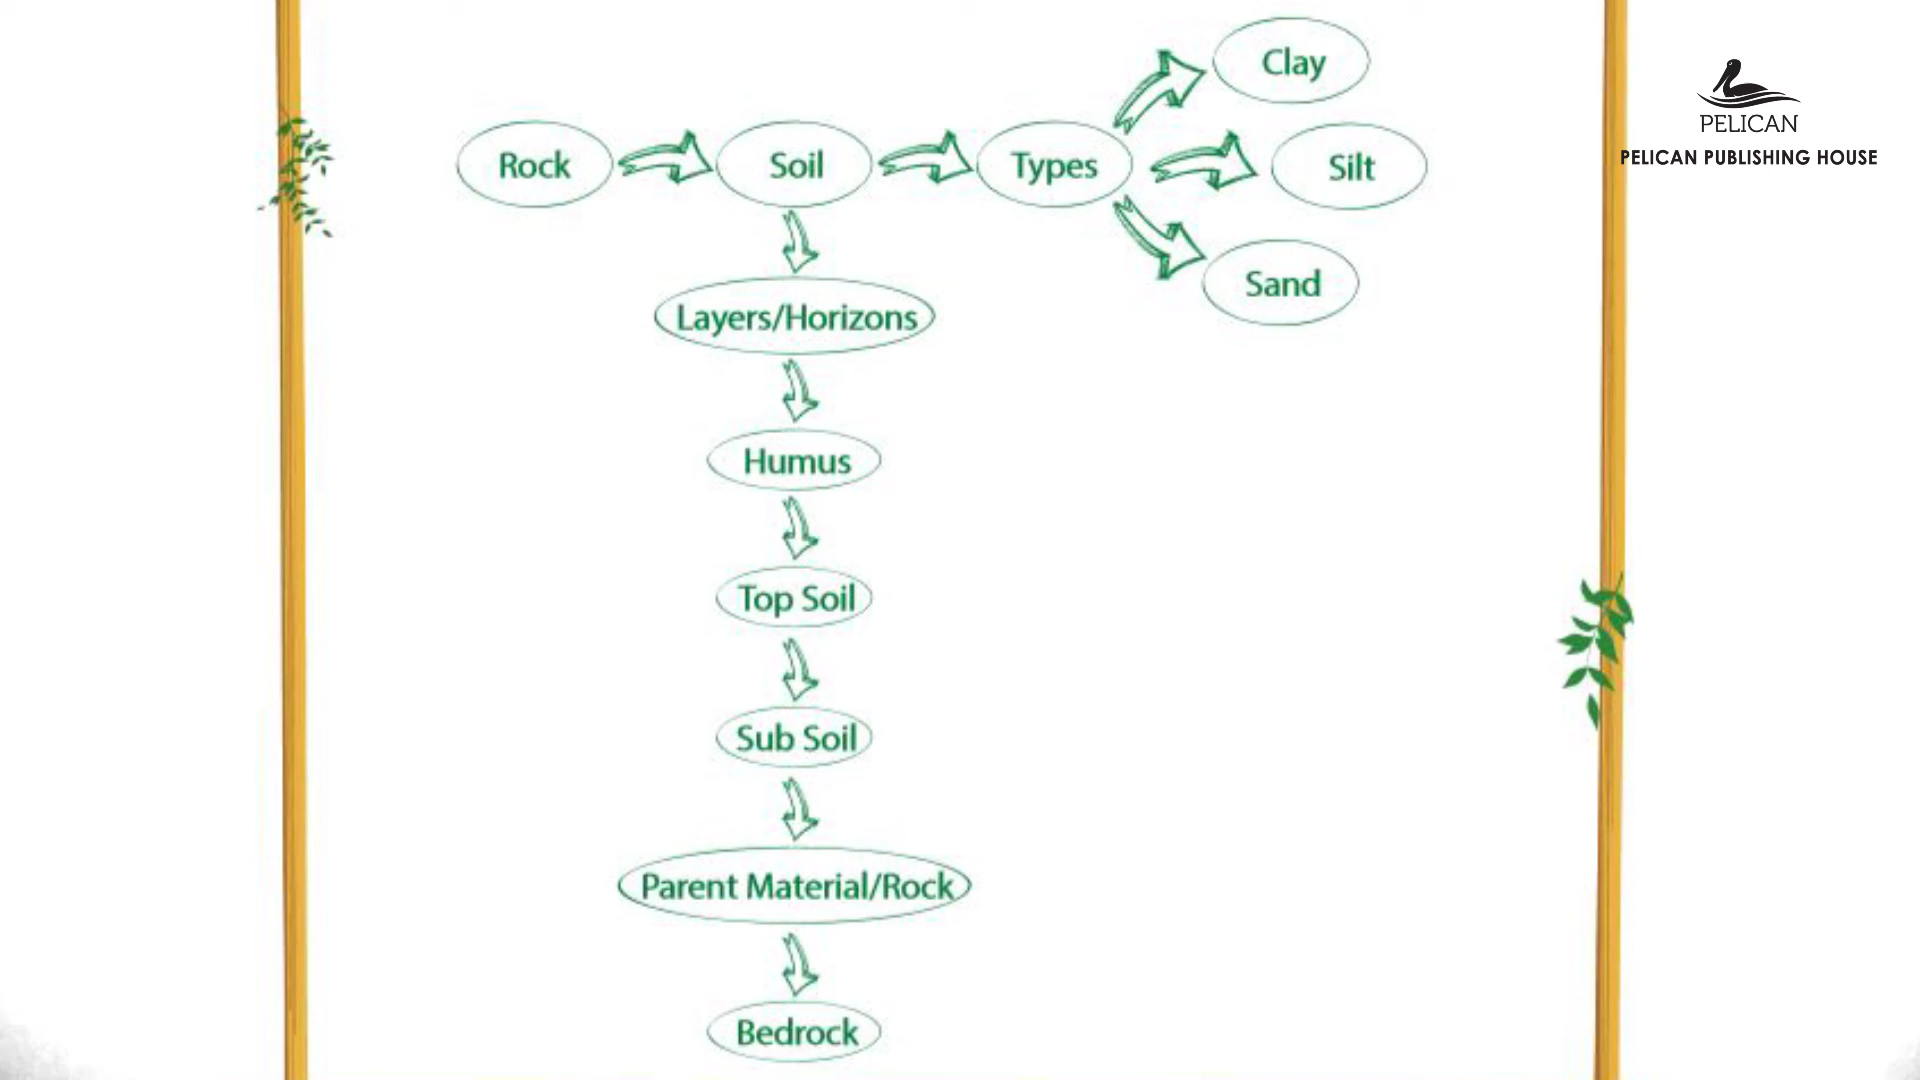 Clay
Rock
Soil
Types
Silt
Sand
Layers/Horizons
Humus
Top Soil
Sub Soil
Parent Material/Rock
Bedrock
PELICAN
PELICAN PUBLISHING HOUSE